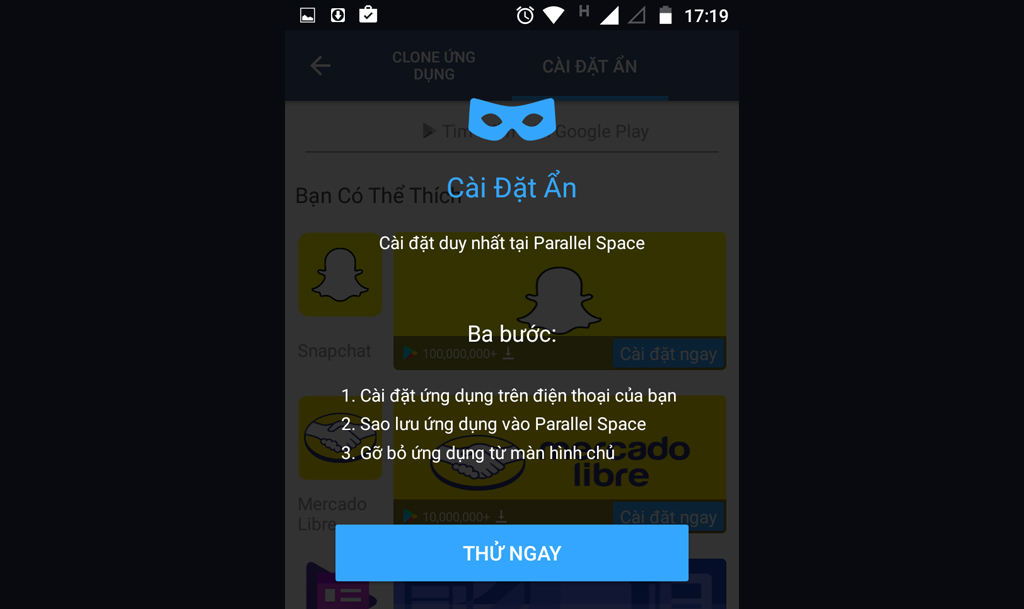 H 17:19
CLONE ỨNG
DỤNG
CÀI ĐẶT ẨN
Google Play
Cài Đặt Ẩn
Bạn Có Thể Thích
Cài đặt duy nhất tại Parallel Space
Ba bước:
Snapchat
100,000,000+
Cài đặt ngay
1. Cài đặt ứng dụng trên điện thoại của bạn
2. Sao lưu ứng dụng vào Parallel Space
3. Gỡ bỏ ứng dụng từ màn hình chủ
mercado
libre
Mercado
Libre
10,000,000+
Cài đặt ngay
THỬ NGAY